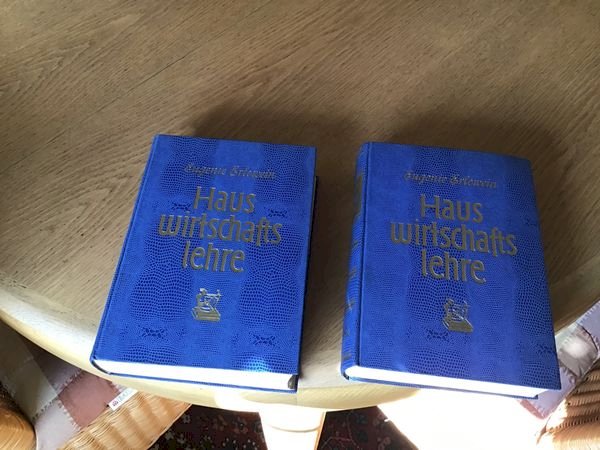 Eugenie Erlewein
Haus
wirtschafts
lehre
Eugenie Erlewein
Haus
wirtschafts
lehre